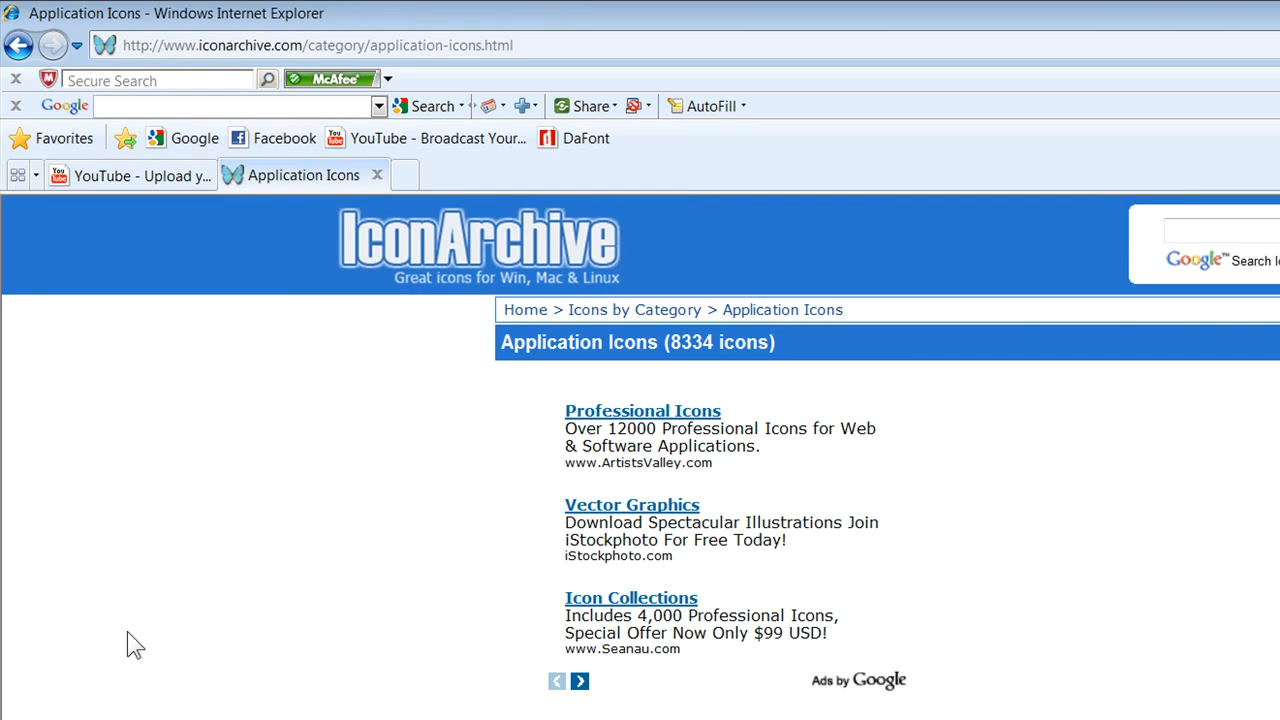 Application Icons - Windows Internet Explorer
http://www.iconarchive.com/category/application-icons.html
Secure Search McAfee
Google Search Share AutoFill
Favorites Google Facebook YouTube - Broadcast Your... DaFont
YouTube - Upload y... Application Icons
IconArchive
Great icons for Win, Mac & Linux
Google™ Search
Home > Icons by Category > Application Icons
Application Icons (8334 icons)
Professional Icons
Over 12000 Professional Icons for Web
& Software Applications.
www.ArtistsValley.com
Vector Graphics
Download Spectacular Illustrations Join
iStockphoto For Free Today!
iStockphoto.com
Icon Collections
Includes 4,000 Professional Icons,
Special Offer Now Only $99 USD!
www.Seanau.com
Ads by Google